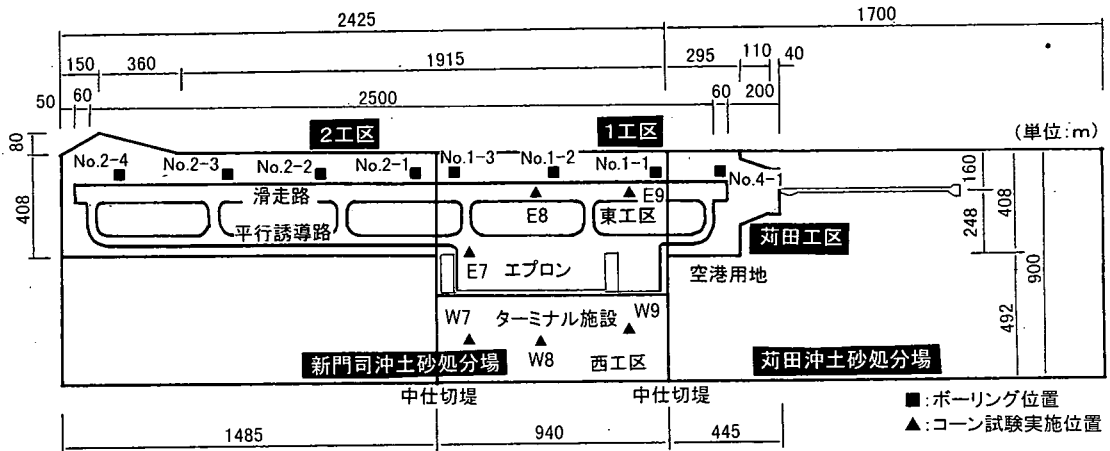 2425
1700
150
360
1915
295
110
40
50
60
2500
60
200
2工区
1工区
(単位:m)
80
No.2-4
No.2-3
No.2-2
No.2-1
No.1-3
No.1-2
No.1-1
No.4-1
160
408
滑走路
E8
E9
東工区
408
248
平行誘導路
苅田工区
900
E7
エプロン
空港用地
W7
ターミナル施設
W9
492
新門司沖土砂処分場
W8
西工区
苅田沖土砂処分場
中仕切堤
中仕切堤
■:ボーリング位置
▲:コーン試験実施位置
1485
940
445